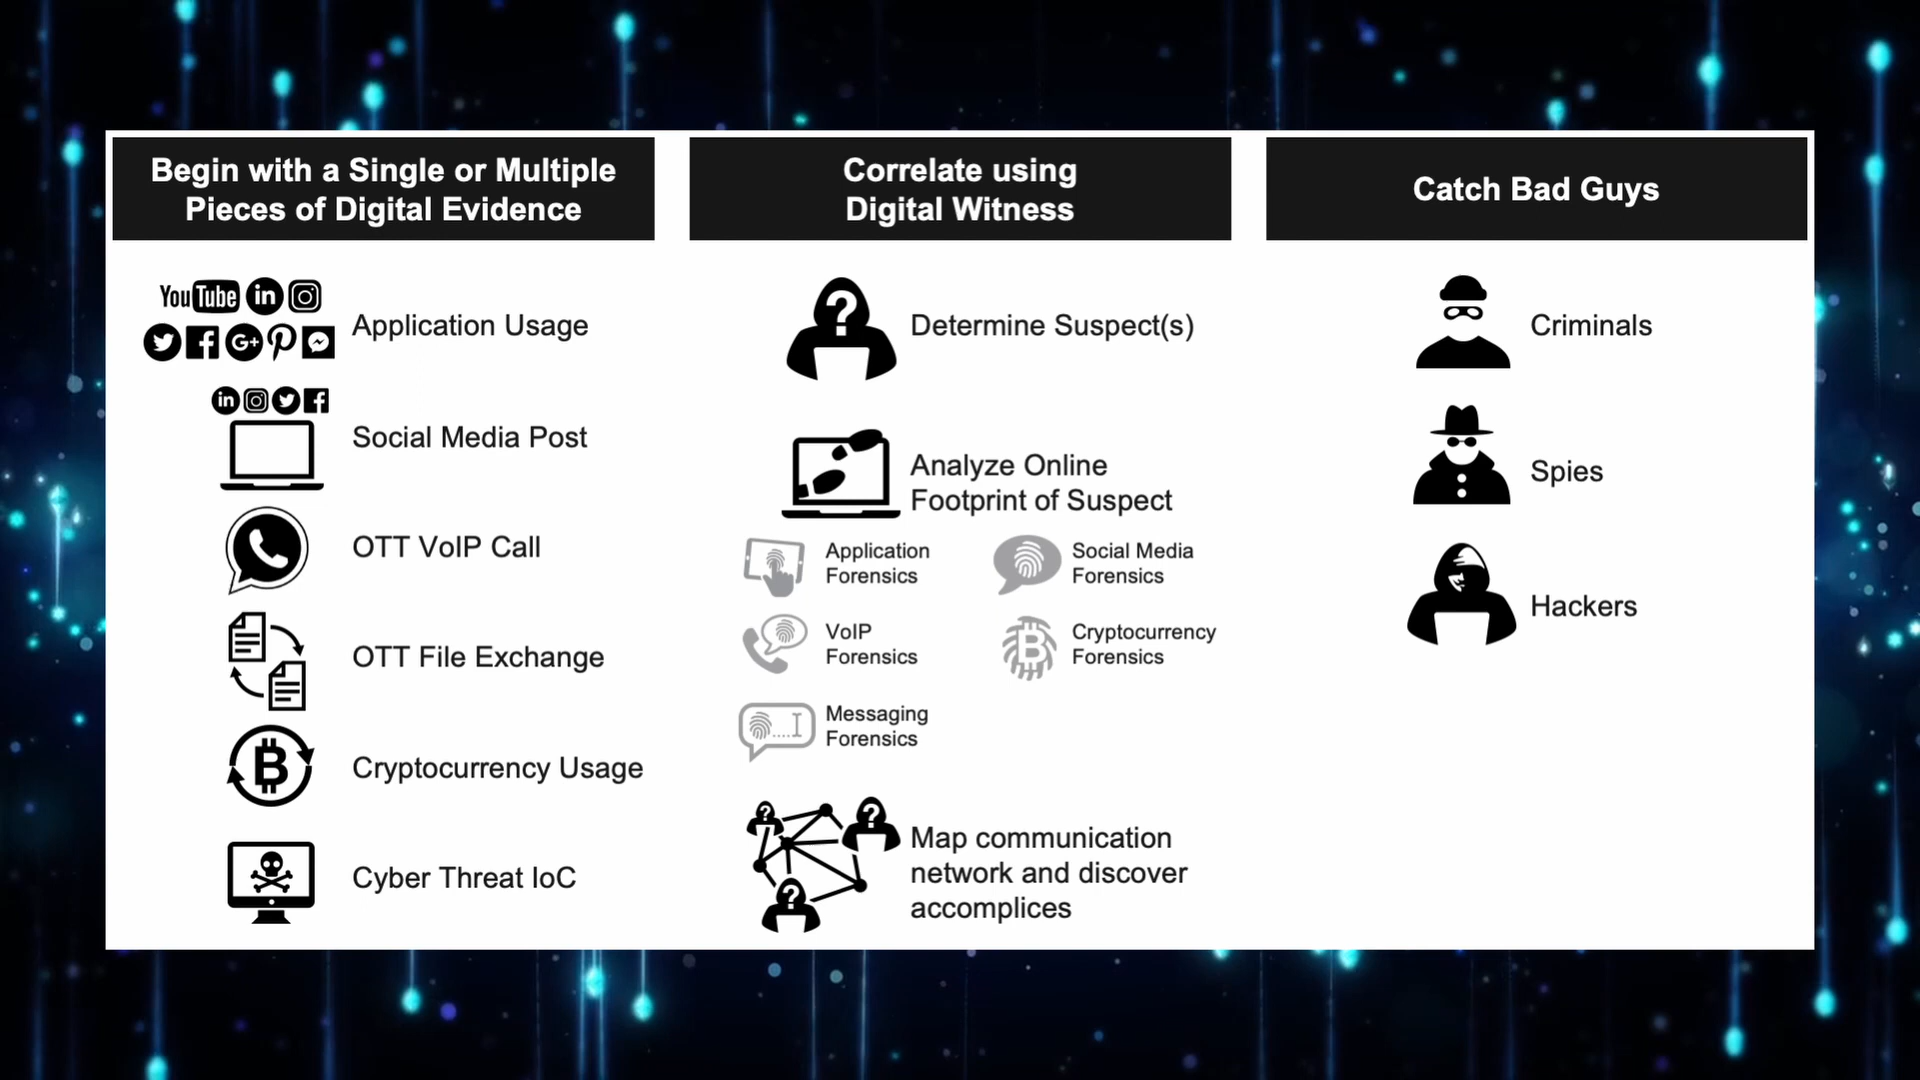 Begin with a Single or Multiple
Pieces of Digital Evidence
YouTube
in
G+
Application Usage
in
Social Media Post
OTT VoIP Call
OTT File Exchange
Cryptocurrency Usage
Cyber Threat IoC
Correlate using
Digital Witness
?
Determine Suspect(s)
Analyze Online
Footprint of Suspect
Application
Forensics
Social Media
Forensics
VoIP
Forensics
Cryptocurrency
Forensics
Messaging
Forensics
?
?
?
Map communication
network and discover
accomplices
Catch Bad Guys
Criminals
Spies
Hackers